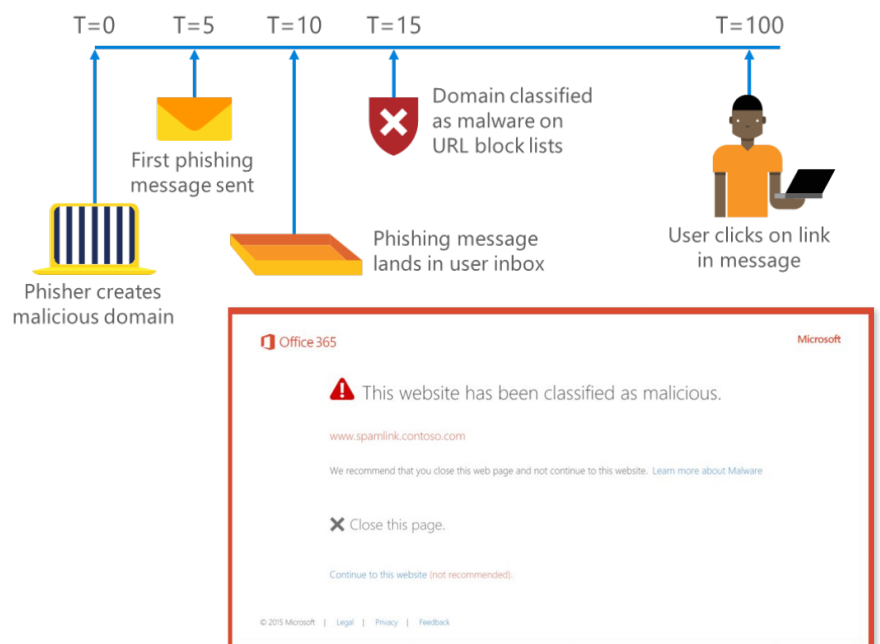 T=0
T=5
T=10
T=15
T=100
First phishing
message sent
Domain classified
as malware on
URL block lists
Phisher creates
malicious domain
Phishing message
lands in user inbox
User clicks on link
in message
Office 365
Microsoft
This website has been classified as malicious.
www.spamlink.contoso.com
We recommend that you close this web page and not continue to this website. Learn more about Malware
Close this page.
Continue to this website (not recommended).
© 2015 Microsoft | Legal | Privacy | Feedback